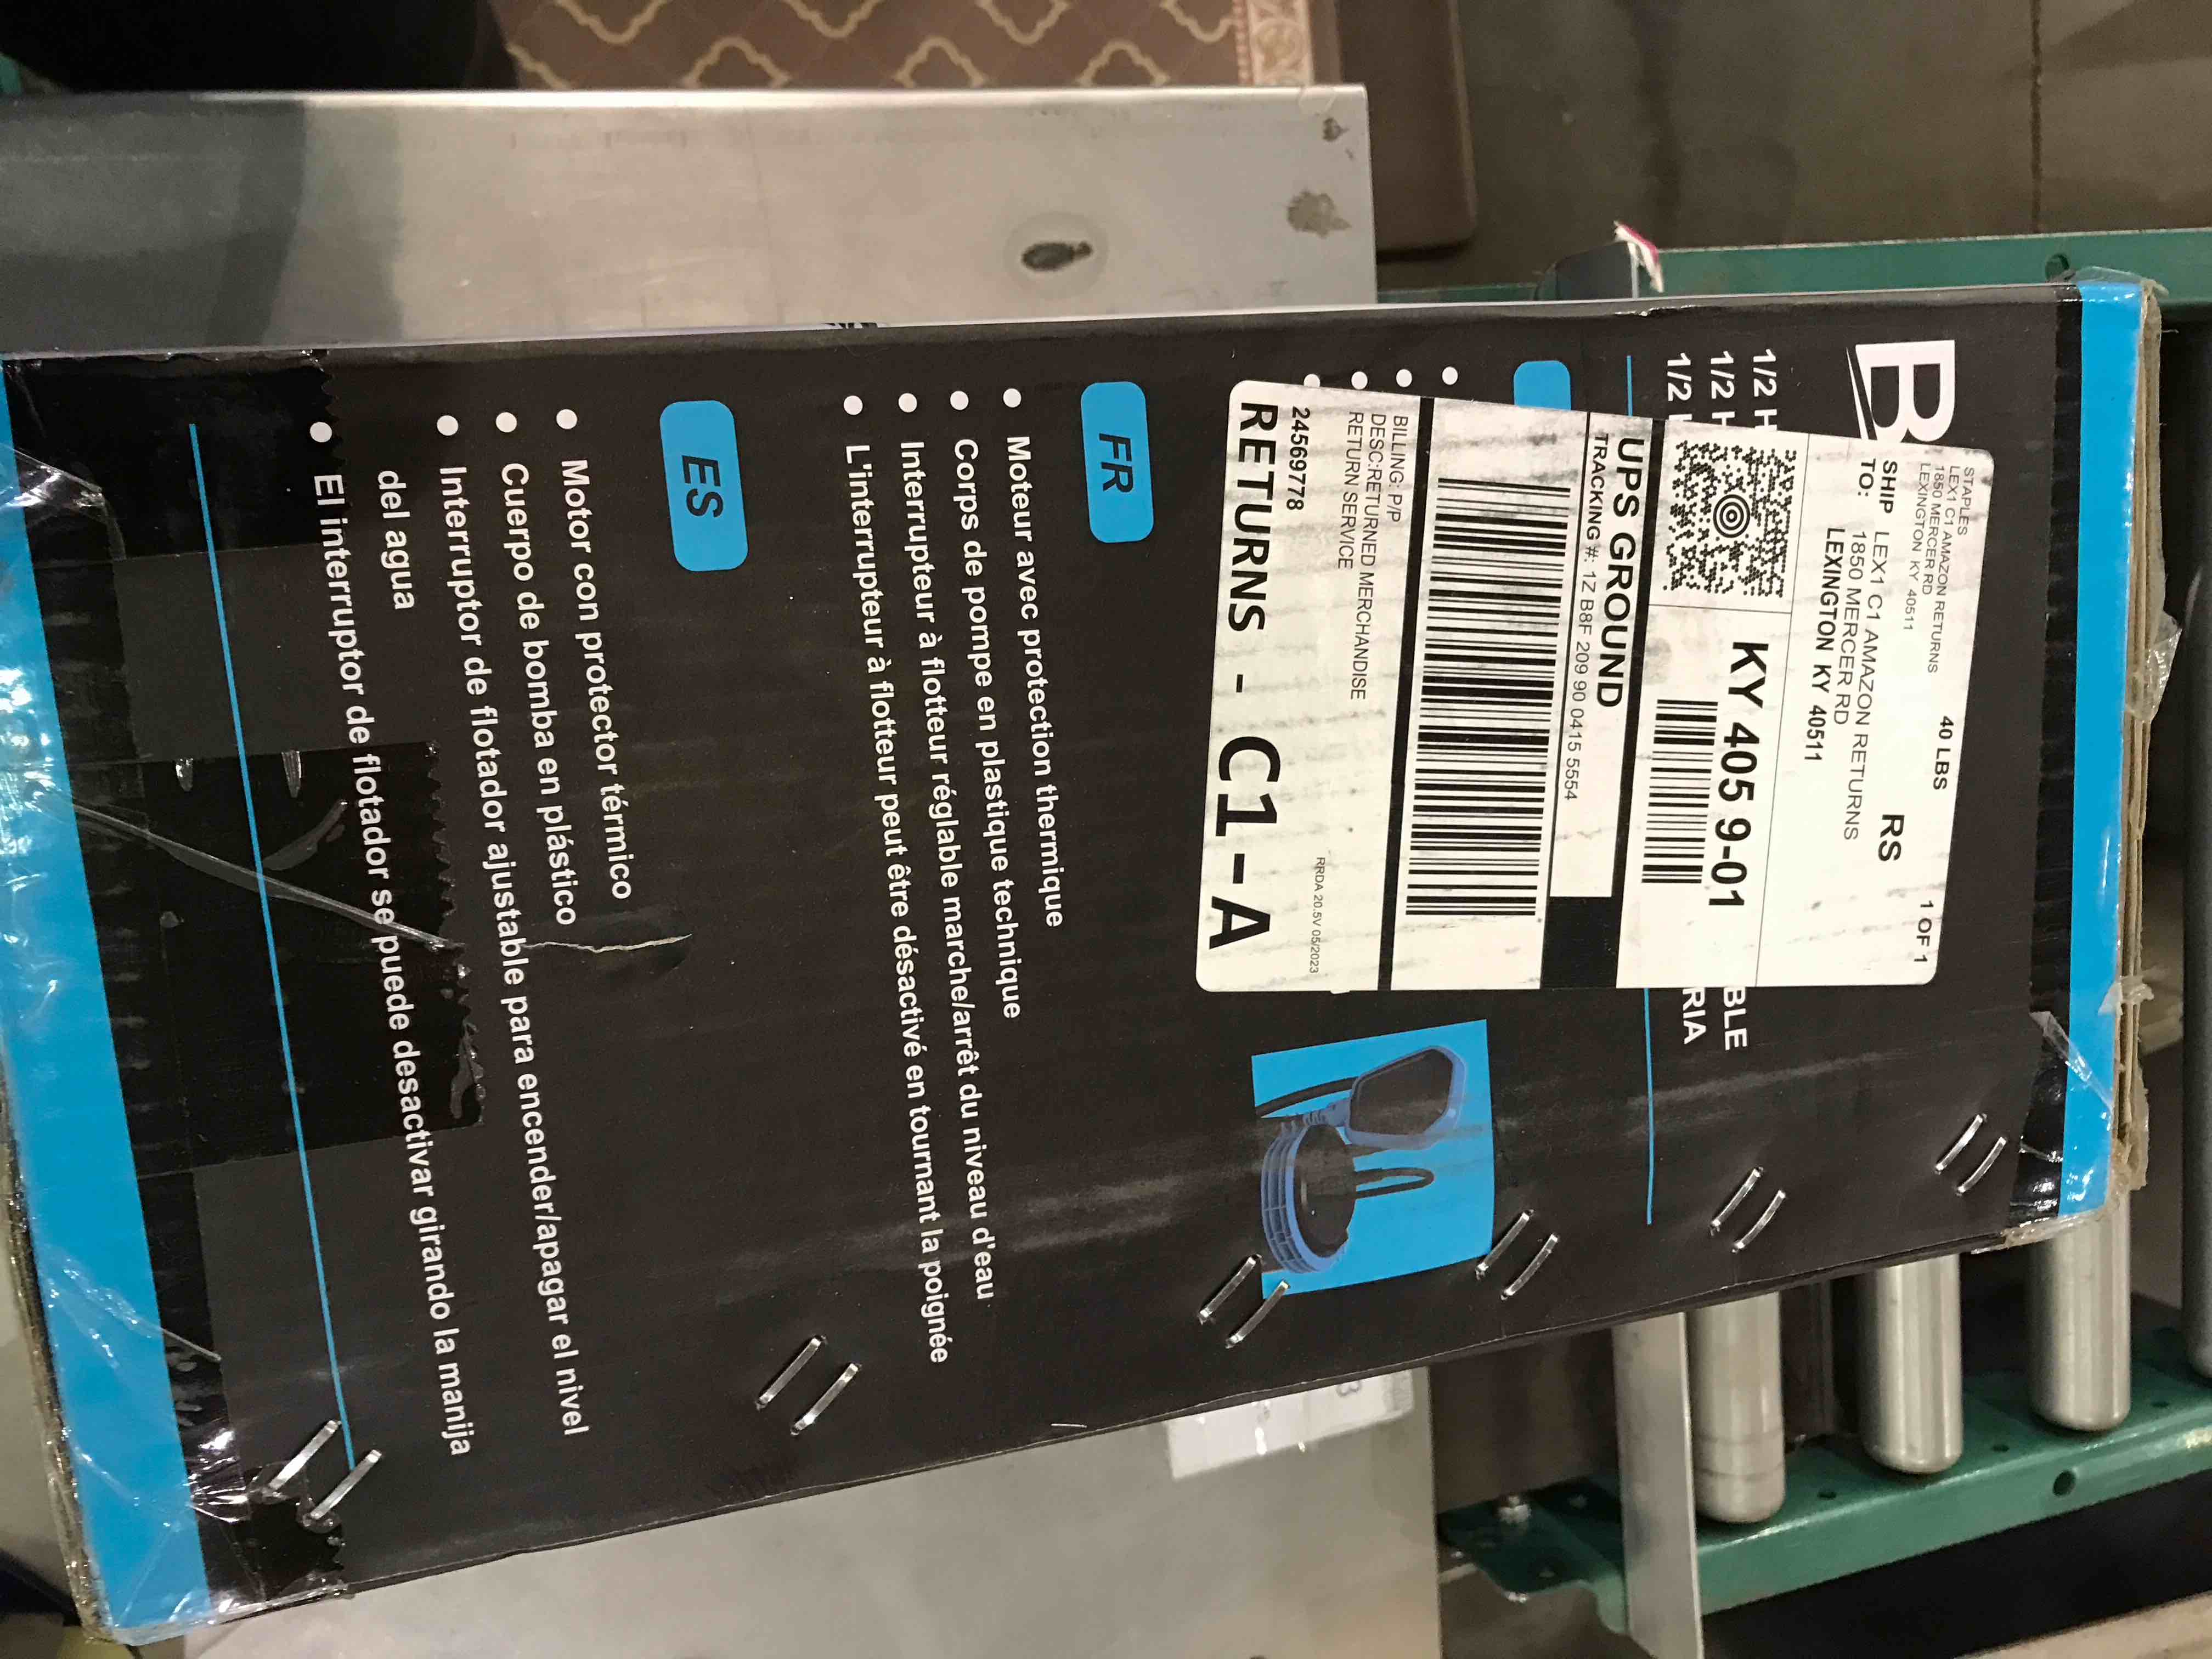 B
1/2 H
1/2 H
1/2
BLE
RIA
STAPLES
LEX1 C1 AMAZON RETURNS
1850 MERCER RD
LEXINGTON KY 40511
40 LBS
1 OF 1
RS
SHIP
TO:
LEX1 C1 AMAZON RETURNS
1850 MERCER RD
LEXINGTON KY 40511
KY 405 9-01
UPS GROUND
TRACKING #: 1Z B8F 209 90 0415 5554
BILLING: P/P
DESC:RETURNED MERCHANDISE
RETURN SERVICE
RRDA 20.5V 05/2023
24569778
RETURNS - C1-A
FR
• Moteur avec protection thermique
• Corps de pompe en plastique technique
• Interrupteur à flotteur réglable marche/arrêt du niveau d'eau
• L'interrupteur à flotteur peut être désactivé en tournant la poignée
ES
• Motor con protector térmico
• Cuerpo de bomba en plástico
• Interruptor de flotador ajustable para encender/apagar el nivel
del agua
• El interruptor de flotador se puede desactivar girando la manija